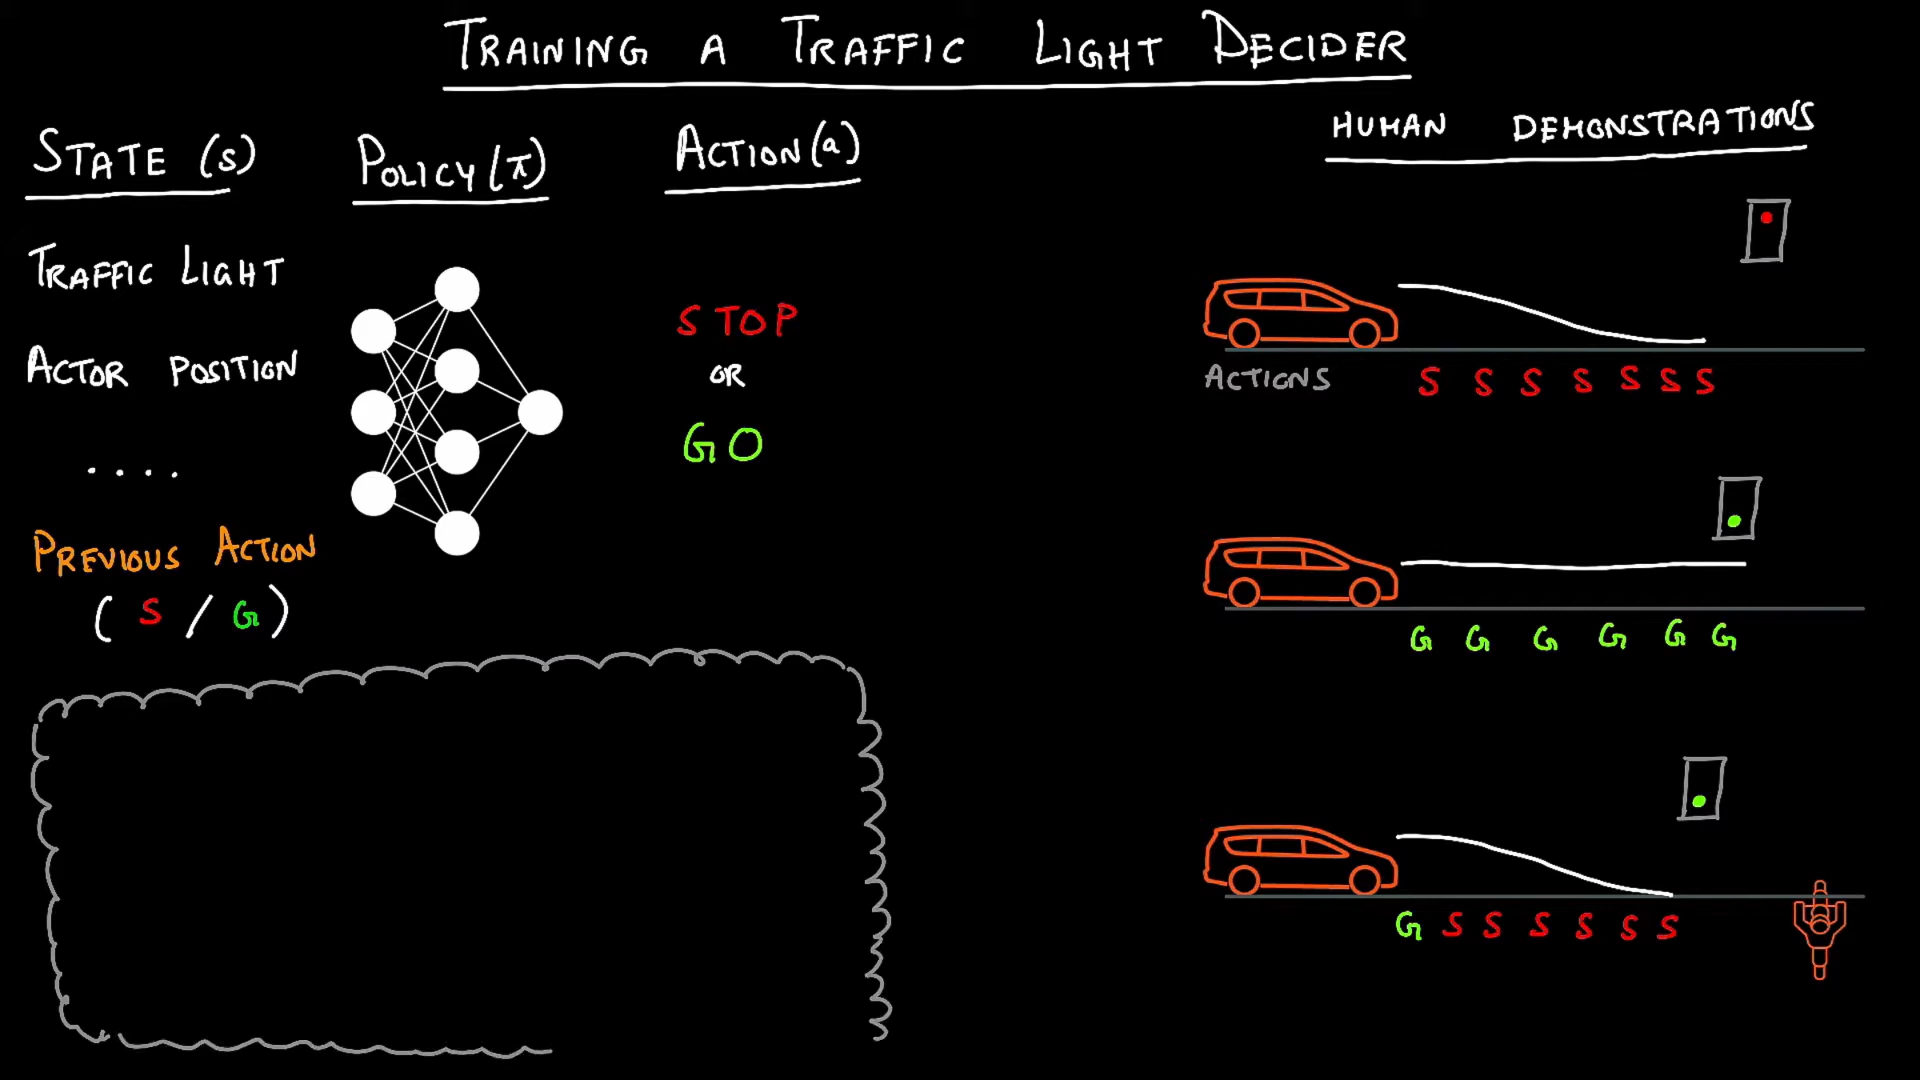 TRAINING A TRAFFIC LIGHT DECIDER
STATE (s)
TRAFFIC LIGHT
ACTOR POSITION
....
PREVIOUS ACTION
( S / G )
POLICY (π)
ACTION (a)
STOP
OR
GO
HUMAN DEMONSTRATIONS
ACTIONS S S S S S S S
G G G G G G
G S S S S S S